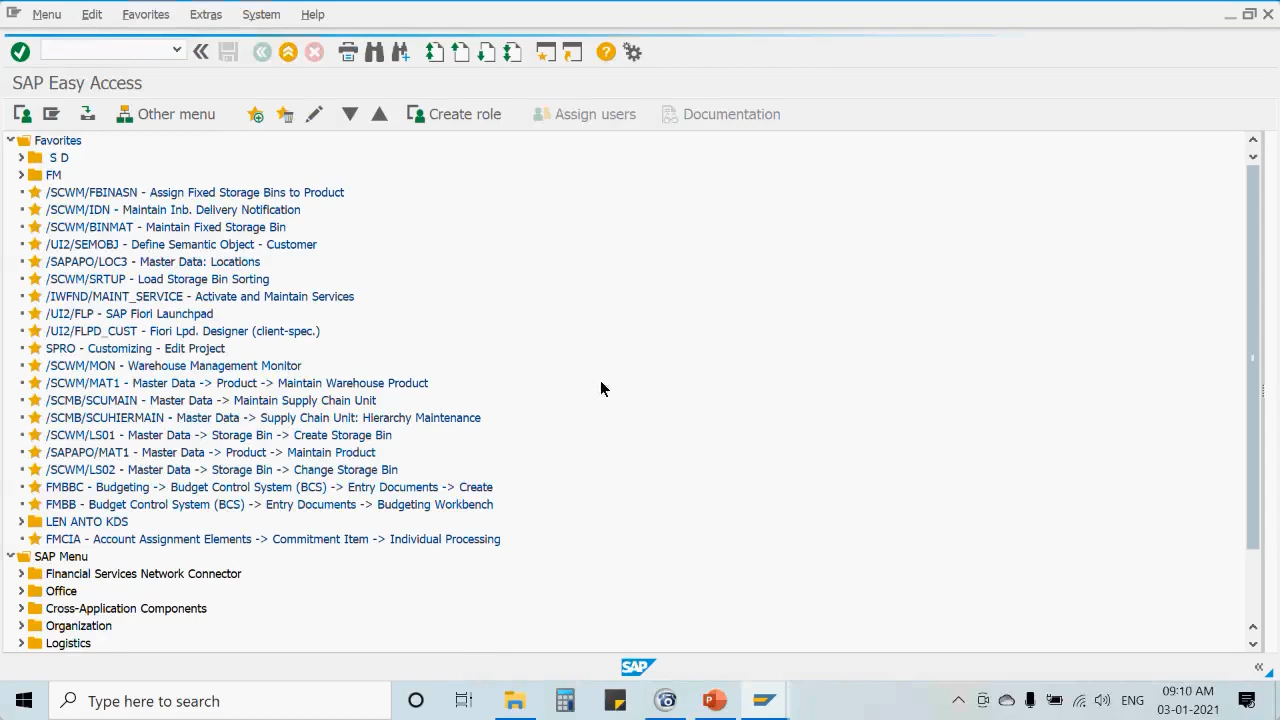 Menu Edit Favorites Extras System Help
SAP Easy Access
Other menu Create role Assign users Documentation
Favorites
S D
FM
/SCWM/FBINASN - Assign Fixed Storage Bins to Product
/SCWM/IDN - Maintain Inb. Delivery Notification
/SCWM/BINMAT - Maintain Fixed Storage Bin
/UI2/SEMOBJ - Define Semantic Object - Customer
/SAPAPO/LOC3 - Master Data: Locations
/SCWM/SRTUP - Load Storage Bin Sorting
/IWFND/MAINT_SERVICE - Activate and Maintain Services
/UI2/FLP - SAP Fiori Launchpad
/UI2/FLPD_CUST - Fiori Lpd. Designer (client-spec.)
SPRO - Customizing - Edit Project
/SCWM/MON - Warehouse Management Monitor
/SCWM/MAT1 - Master Data -> Product -> Maintain Warehouse Product
/SCMB/SCUMAIN - Master Data -> Maintain Supply Chain Unit
/SCMB/SCUHIERMAIN - Master Data -> Supply Chain Unit: Hierarchy Maintenance
/SCWM/LS01 - Master Data -> Storage Bin -> Create Storage Bin
/SAPAPO/MAT1 - Master Data -> Product -> Maintain Product
/SCWM/LS02 - Master Data -> Storage Bin -> Change Storage Bin
FMBBC - Budgeting -> Budget Control System (BCS) -> Entry Documents -> Create
FMBB - Budget Control System (BCS) -> Entry Documents -> Budgeting Workbench
LEN ANTO KDS
FMCIA - Account Assignment Elements -> Commitment Item -> Individual Processing
SAP Menu
Financial Services Network Connector
Office
Cross-Application Components
Organization
Logistics
SAP
Type here to search
ENG
09:10 AM
03-01-2021